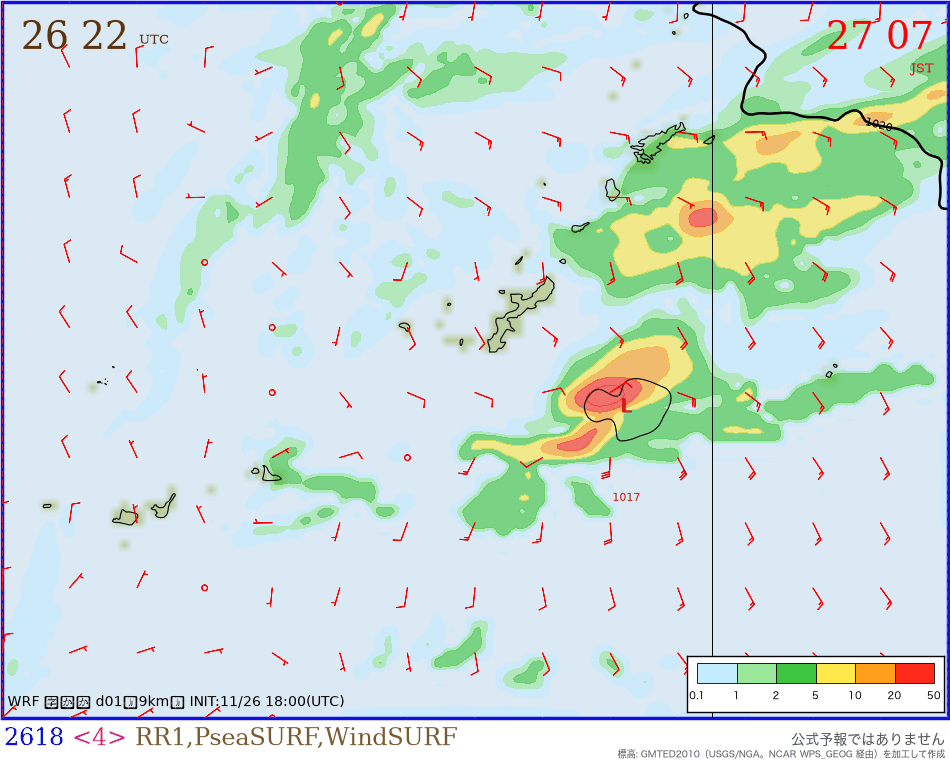 26 22 UTC
27 07
JST
1020
L
1017
WRF d01 9km INIT:11/26 18:00(UTC)
0.1 1 2 5 10 20 50
2618 <4> RR1,PseaSURF,WindSURF
公式予報ではありません
標高: GMTED2010（USGS/NGA。NCAR WPS_GEOG 経由）を加工して作成